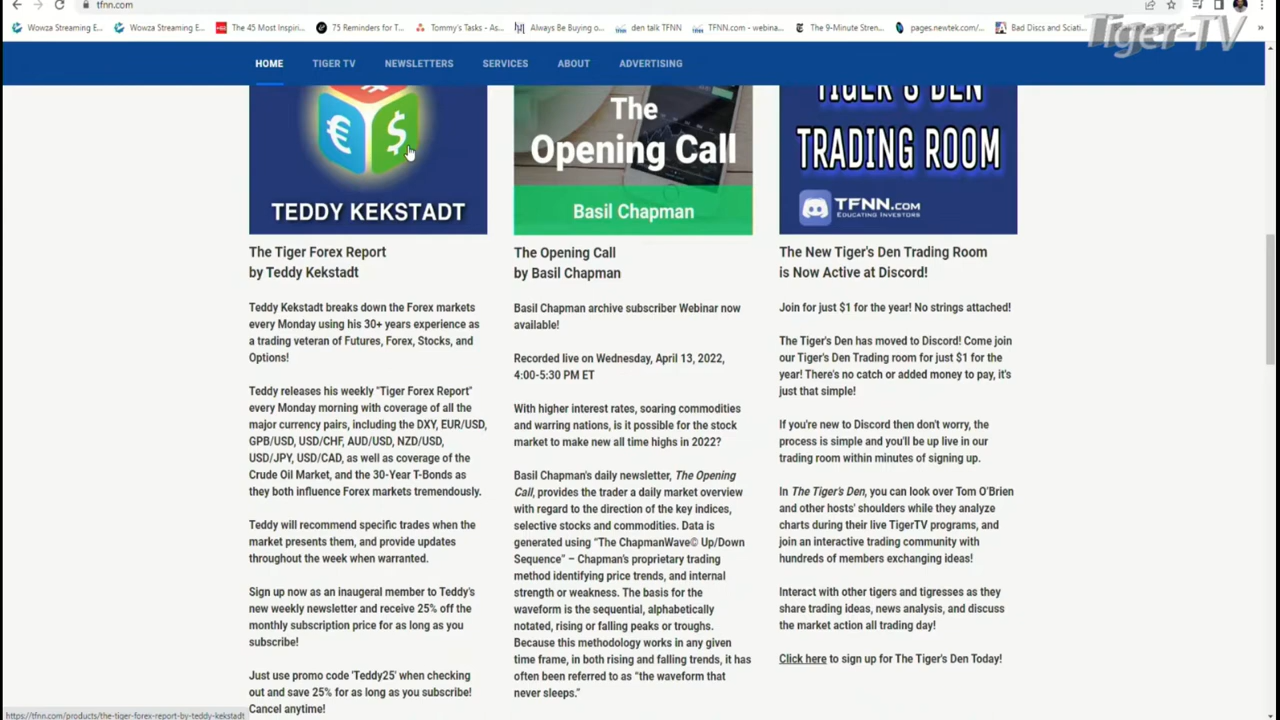 tfnn.com
Wowza Streaming E...
Wowza Streaming E...
The 45 Most Inspiri...
75 Reminders for T...
Tommy's Tasks - As...
Always Be Buying o...
den talk TFNN
TFNN.com - webina...
The 9-Minute Stren...
pages.newtek.com/...
Bad Discs and Sciati...
Tiger-TV
HOME
TIGER TV
NEWSLETTERS
SERVICES
ABOUT
ADVERTISING
€ $
TEDDY KEKSTADT
The Tiger Forex Report
by Teddy Kekstadt
Teddy Kekstadt breaks down the Forex markets
every Monday using his 30+ years experience as
a trading veteran of Futures, Forex, Stocks, and
Options!
Teddy releases his weekly "Tiger Forex Report"
every Monday morning with coverage of all the
major currency pairs, including the DXY, EUR/USD,
GPB/USD, USD/CHF, AUD/USD, NZD/USD,
USD/JPY, USD/CAD, as well as coverage of the
Crude Oil Market, and the 30-Year T-Bonds as
they both influence Forex markets tremendously.
Teddy will recommend specific trades when the
market presents them, and provide updates
throughout the week when warranted.
Sign up now as an inaugeral member to Teddy's
new weekly newsletter and receive 25% off the
monthly subscription price for as long as you
subscribe!
Just use promo code 'Teddy25' when checking
out and save 25% for as long as you subscribe!
Cancel anytime!
The
Opening Call
Basil Chapman
The Opening Call
by Basil Chapman
Basil Chapman archive subscriber Webinar now
available!
Recorded live on Wednesday, April 13, 2022,
4:00-5:30 PM ET
With higher interest rates, soaring commodities
and warring nations, is it possible for the stock
market to make new all time highs in 2022?
Basil Chapman's daily newsletter, The Opening
Call, provides the trader a daily market overview
with regard to the direction of the key indices,
selective stocks and commodities. Data is
generated using "The ChapmanWave© Up/Down
Sequence" – Chapman's proprietary trading
method identifying price trends, and internal
strength or weakness. The basis for the
waveform is the sequential, alphabetically
notated, rising or falling peaks or troughs.
Because this methodology works in any given
time frame, in both rising and falling trends, it has
often been referred to as "the waveform that
never sleeps."
TIGER'S DEN
TRADING ROOM
TFNN.COM
EDUCATING INVESTORS
The New Tiger's Den Trading Room
is Now Active at Discord!
Join for just $1 for the year! No strings attached!
The Tiger's Den has moved to Discord! Come join
our Tiger's Den Trading room for just $1 for the
year! There's no catch or added money to pay, it's
just that simple!
If you're new to Discord then don't worry, the
process is simple and you'll be up live in our
trading room within minutes of signing up.
In The Tiger's Den, you can look over Tom O'Brien
and other hosts' shoulders while they analyze
charts during their live TigerTV programs, and
join an interactive trading community with
hundreds of members exchanging ideas!
Interact with other tigers and tigresses as they
share trading ideas, news analysis, and discuss
the market action all trading day!
Click here to sign up for The Tiger's Den Today!
https://tfnn.com/products/the-tiger-forex-report-by-teddy-kekstadt